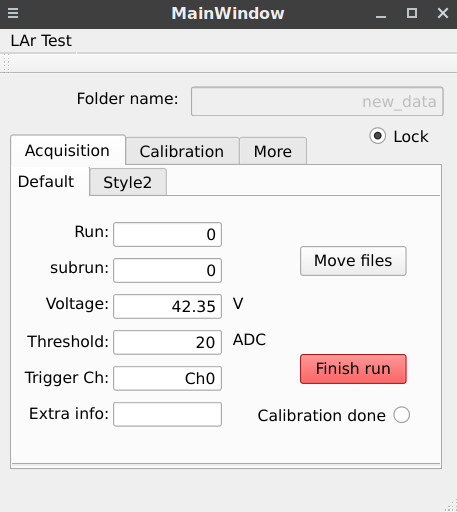 MainWindow
LAr Test
Folder name: new_data
Lock
Acquisition Calibration More
Default Style2
Run: 0
subrun: 0
Move files
Voltage: 42.35 V
Threshold: 20 ADC
Trigger Ch: Ch0
Finish run
Extra info:
Calibration done